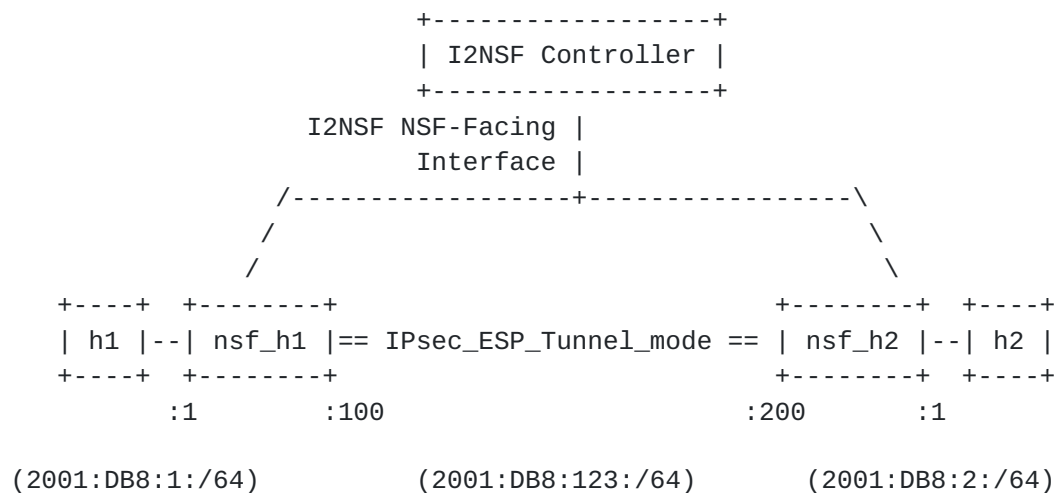 +------------------+
| I2NSF Controller |
+------------------+
I2NSF NSF-Facing |
Interface |
/------------------+-----------------\
/ \
/ \
+----+ +--------+ +--------+ +----+
| h1 |--| nsf_h1 |== IPsec_ESP_Tunnel_mode == | nsf_h2 |--| h2 |
+----+ +--------+ +--------+ +----+
:1 :100 :200 :1
(2001:DB8:1:/64) (2001:DB8:123:/64) (2001:DB8:2:/64)